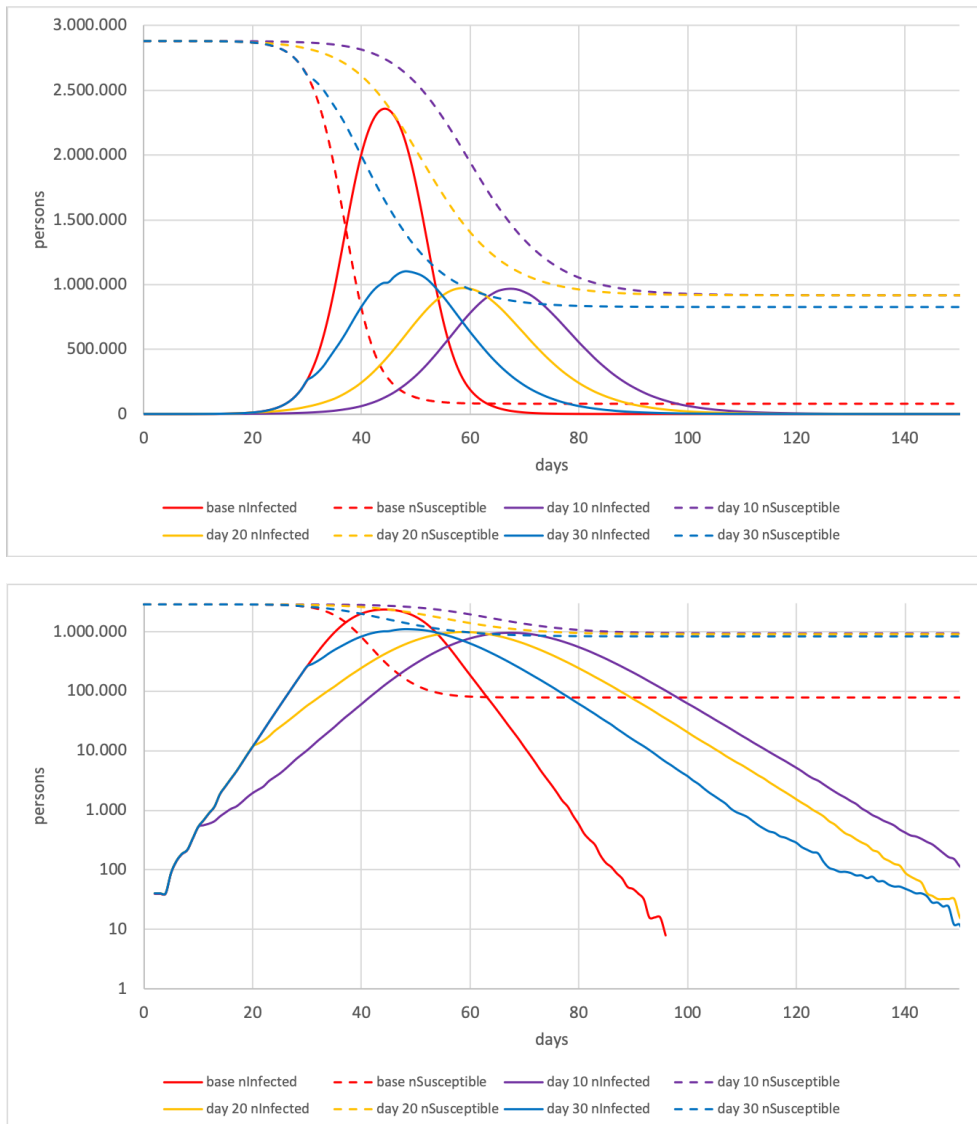 3.000.000
2.500.000
2.000.000
1.500.000
1.000.000
500.000
0
persons
0 20 40 60 80 100 120 140
days
base nInfected base nSusceptible day 10 nInfected day 10 nSusceptible
day 20 nInfected day 20 nSusceptible day 30 nInfected day 30 nSusceptible
1.000.000
100.000
10.000
1.000
100
10
1
persons
0 20 40 60 80 100 120 140
days
base nInfected base nSusceptible day 10 nInfected day 10 nSusceptible
day 20 nInfected day 20 nSusceptible day 30 nInfected day 30 nSusceptible